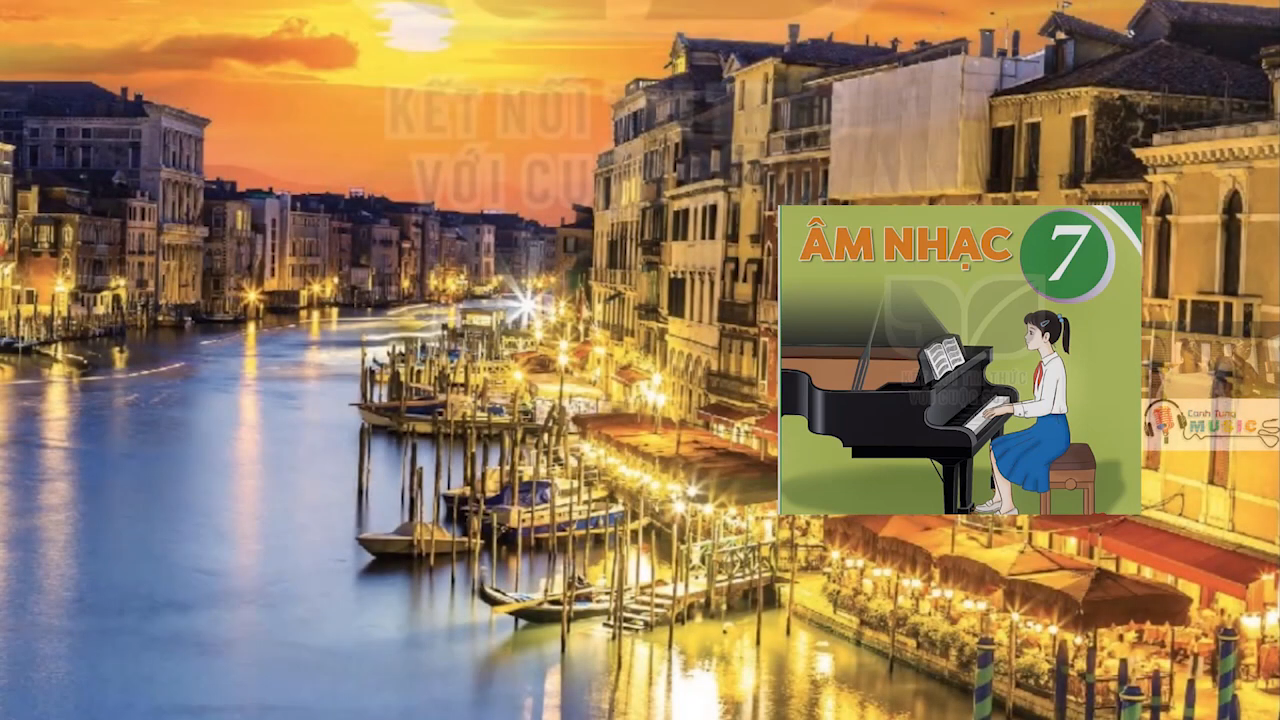 KẾT NỐI
VỚI CU
ÂM NHẠC 7
Canh Tung
MUSIC